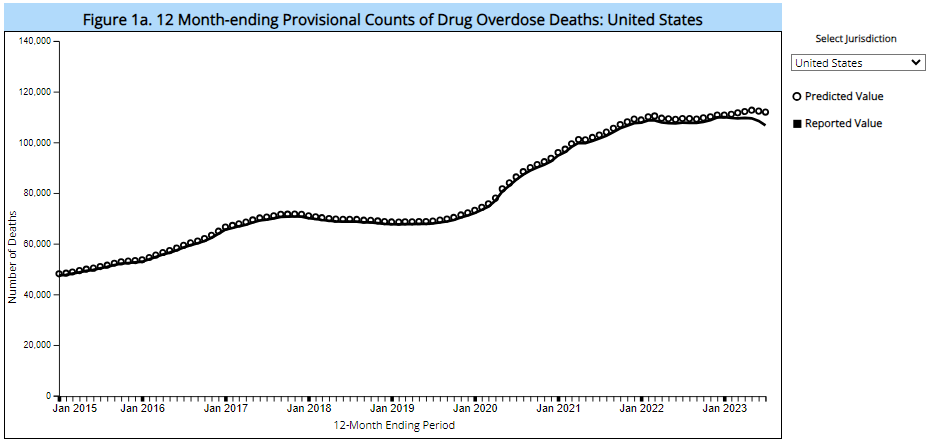 Figure 1a. 12 Month-ending Provisional Counts of Drug Overdose Deaths: United States
Select Jurisdiction
United States
Predicted Value
Reported Value
Number of Deaths
140,000
120,000
100,000
80,000
60,000
40,000
20,000
0
Jan 2015 Jan 2016 Jan 2017 Jan 2018 Jan 2019 Jan 2020 Jan 2021 Jan 2022 Jan 2023
12-Month Ending Period